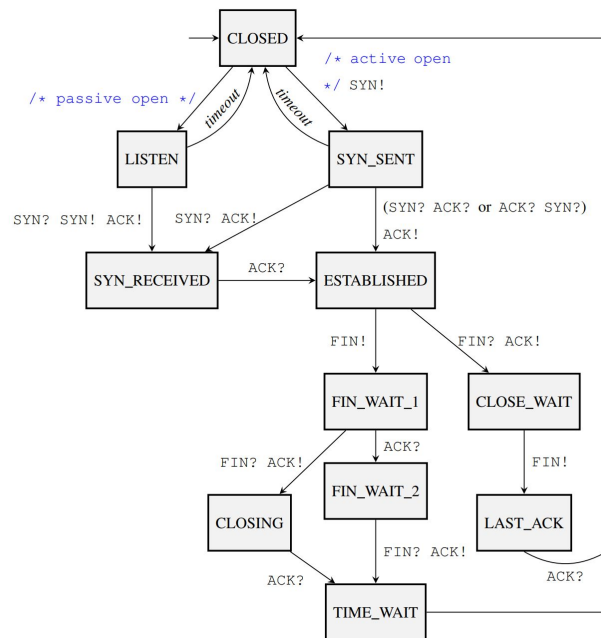 CLOSED
/* active open
*/ SYN!
/* passive open */
timeout
timeout
LISTEN
SYN_SENT
SYN? SYN! ACK!
SYN? ACK!
(SYN? ACK? or ACK? SYN?)
ACK!
SYN_RECEIVED
ACK?
ESTABLISHED
FIN!
FIN? ACK!
FIN_WAIT_1
CLOSE_WAIT
FIN? ACK!
ACK?
FIN!
FIN_WAIT_2
CLOSING
LAST_ACK
FIN? ACK!
ACK?
ACK?
TIME_WAIT